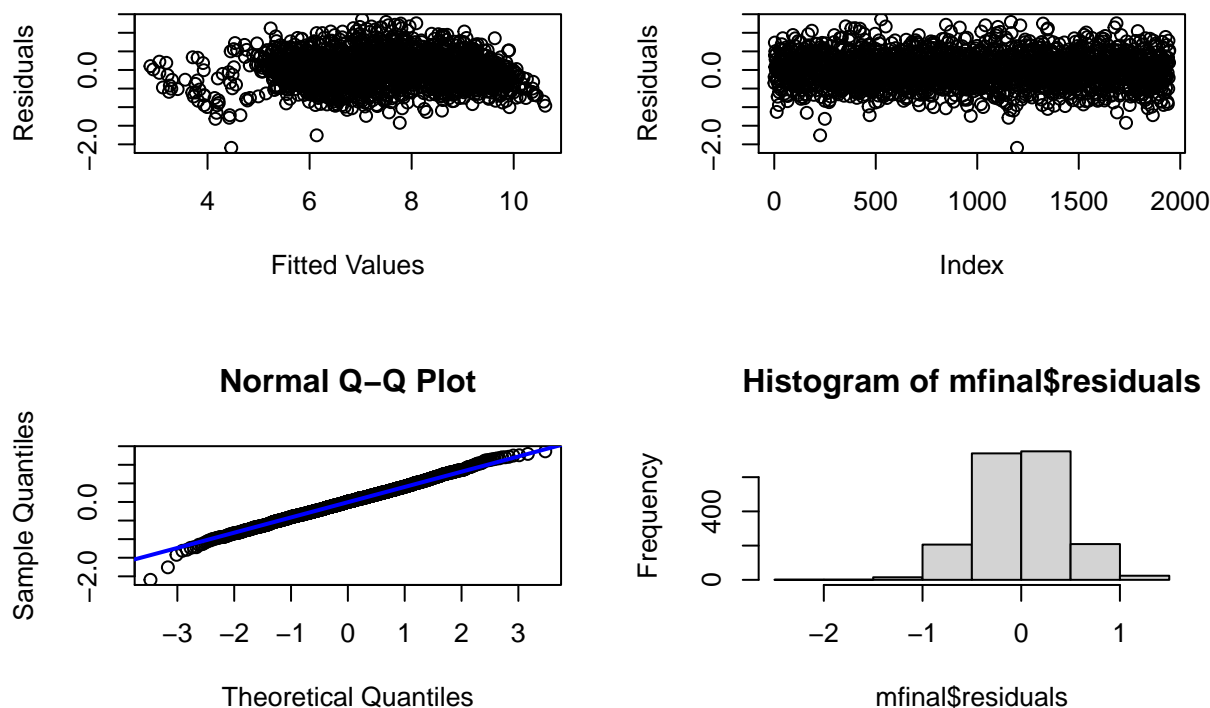 Residuals
0.0
−2.0
4 6 8 10
Fitted Values
Residuals
0.0
−2.0
0 500 1000 1500 2000
Index
Normal Q−Q Plot
Sample Quantiles
0.0
−2.0
−3 −2 −1 0 1 2 3
Theoretical Quantiles
Histogram of mfinal$residuals
Frequency
400
0
−2 −1 0 1
mfinal$residuals